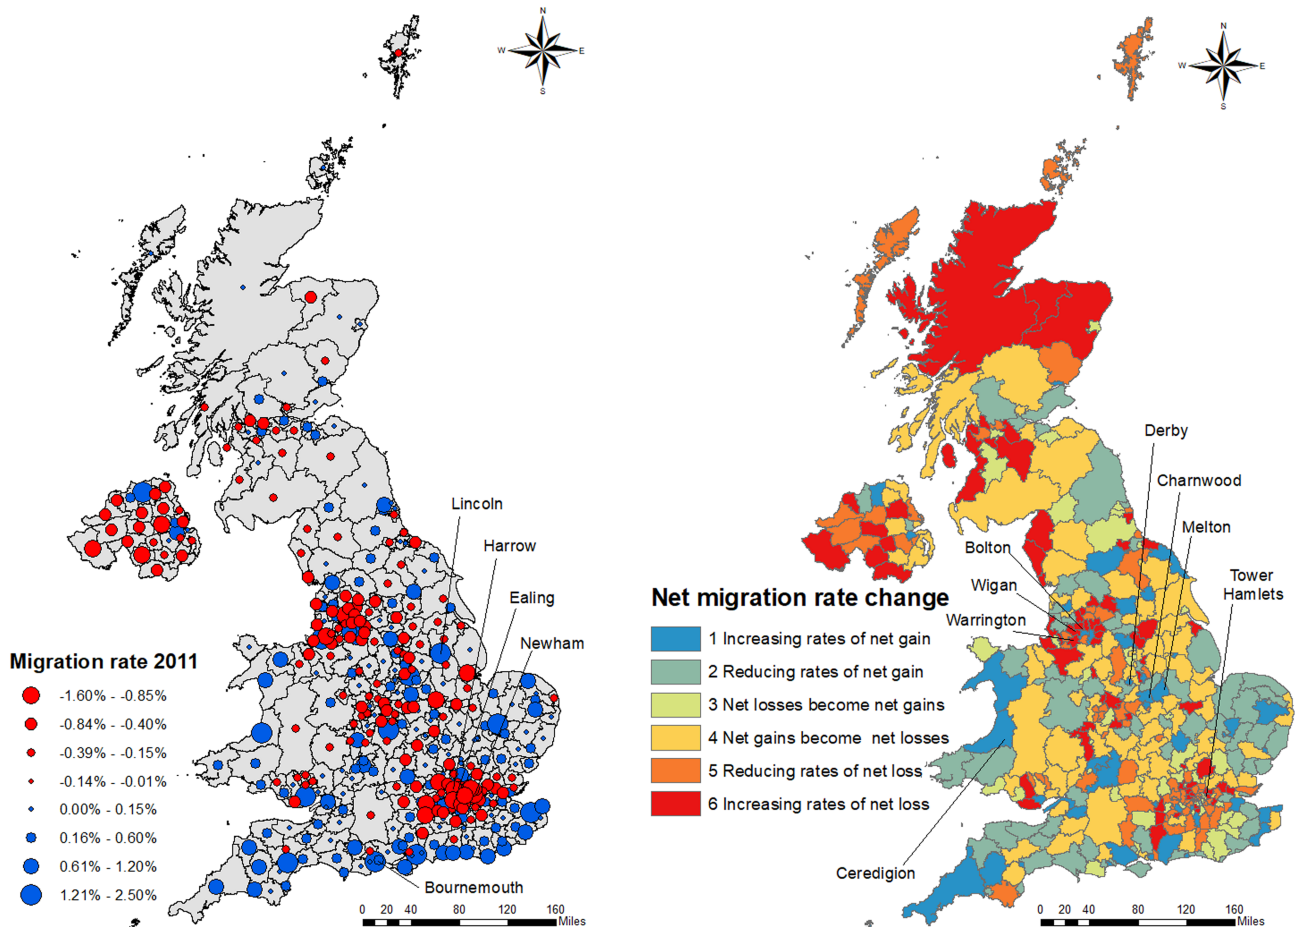 N
W
E
S
Lincoln
Harrow
Ealing
Newham
Migration rate 2011
-1.60% - -0.85%
-0.84% - -0.40%
-0.39% - -0.15%
-0.14% - -0.01%
0.00% - 0.15%
0.16% - 0.60%
0.61% - 1.20%
1.21% - 2.50%
Bournemouth
0 20 40 80 120 160
Miles
N
W
E
S
Derby
Charnwood
Melton
Bolton
Wigan
Warrington
Tower
Hamlets
Net migration rate change
1 Increasing rates of net gain
2 Reducing rates of net gain
3 Net losses become net gains
4 Net gains become net losses
5 Reducing rates of net loss
6 Increasing rates of net loss
Ceredigion
0 20 40 80 120 160
Miles